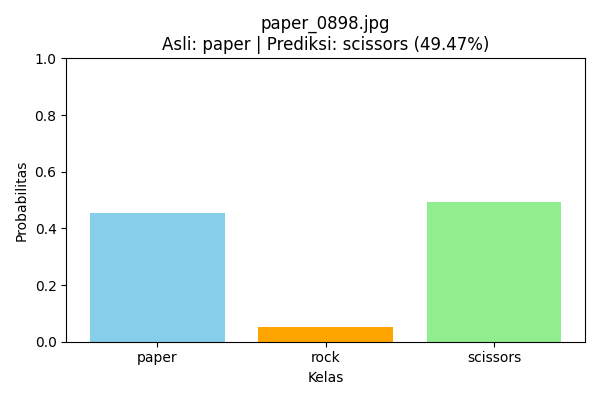 paper_0898.jpg
Asli: paper | Prediksi: scissors (49.47%)
1.0
0.8
0.6
0.4
0.2
0.0
Probabilitas
paper
rock
scissors
Kelas